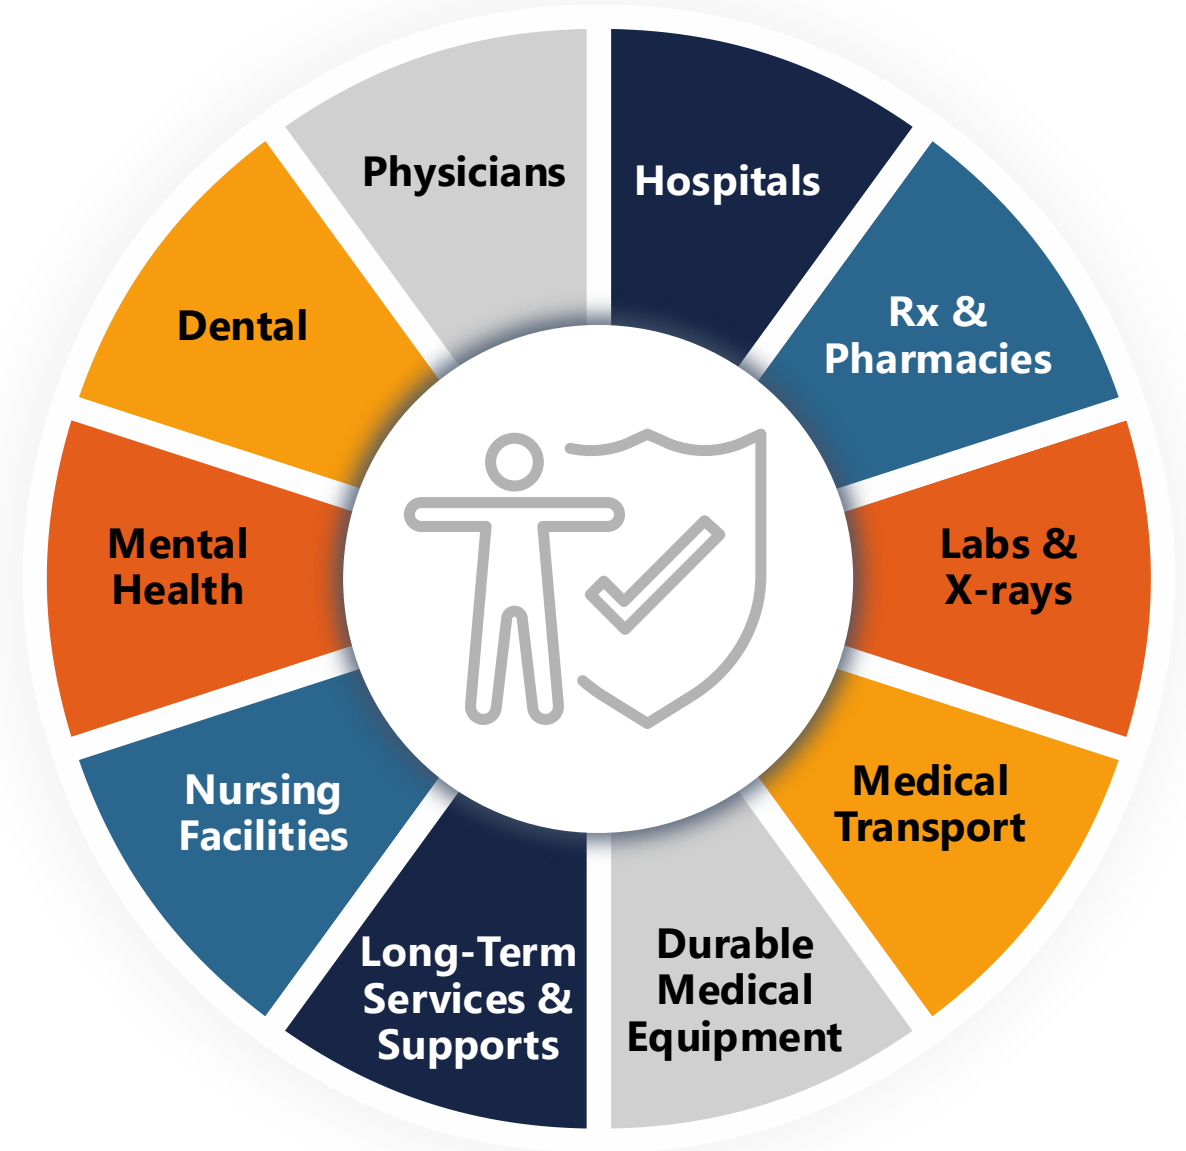 Physicians
Hospitals
Rx &
Pharmacies
Labs &
X-rays
Medical
Transport
Durable
Medical
Equipment
Long-Term
Services &
Supports
Nursing
Facilities
Mental
Health
Dental